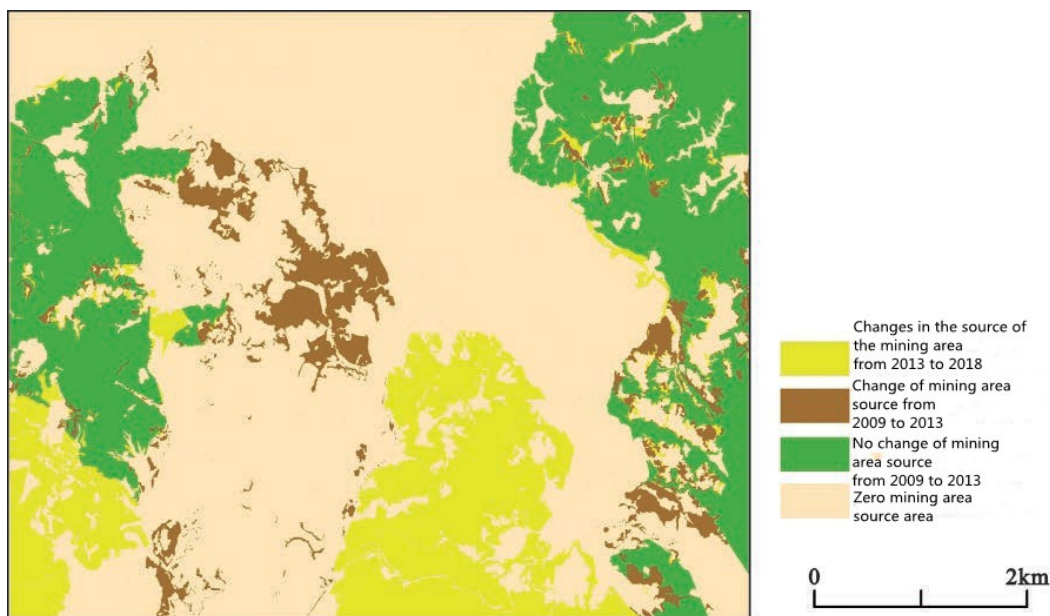 Changes in the source of
the mining area
from 2013 to 2018
Change of mining area
source from
2009 to 2013
No change of mining
area source
from 2009 to 2013
Zero mining area
source area
0 2km